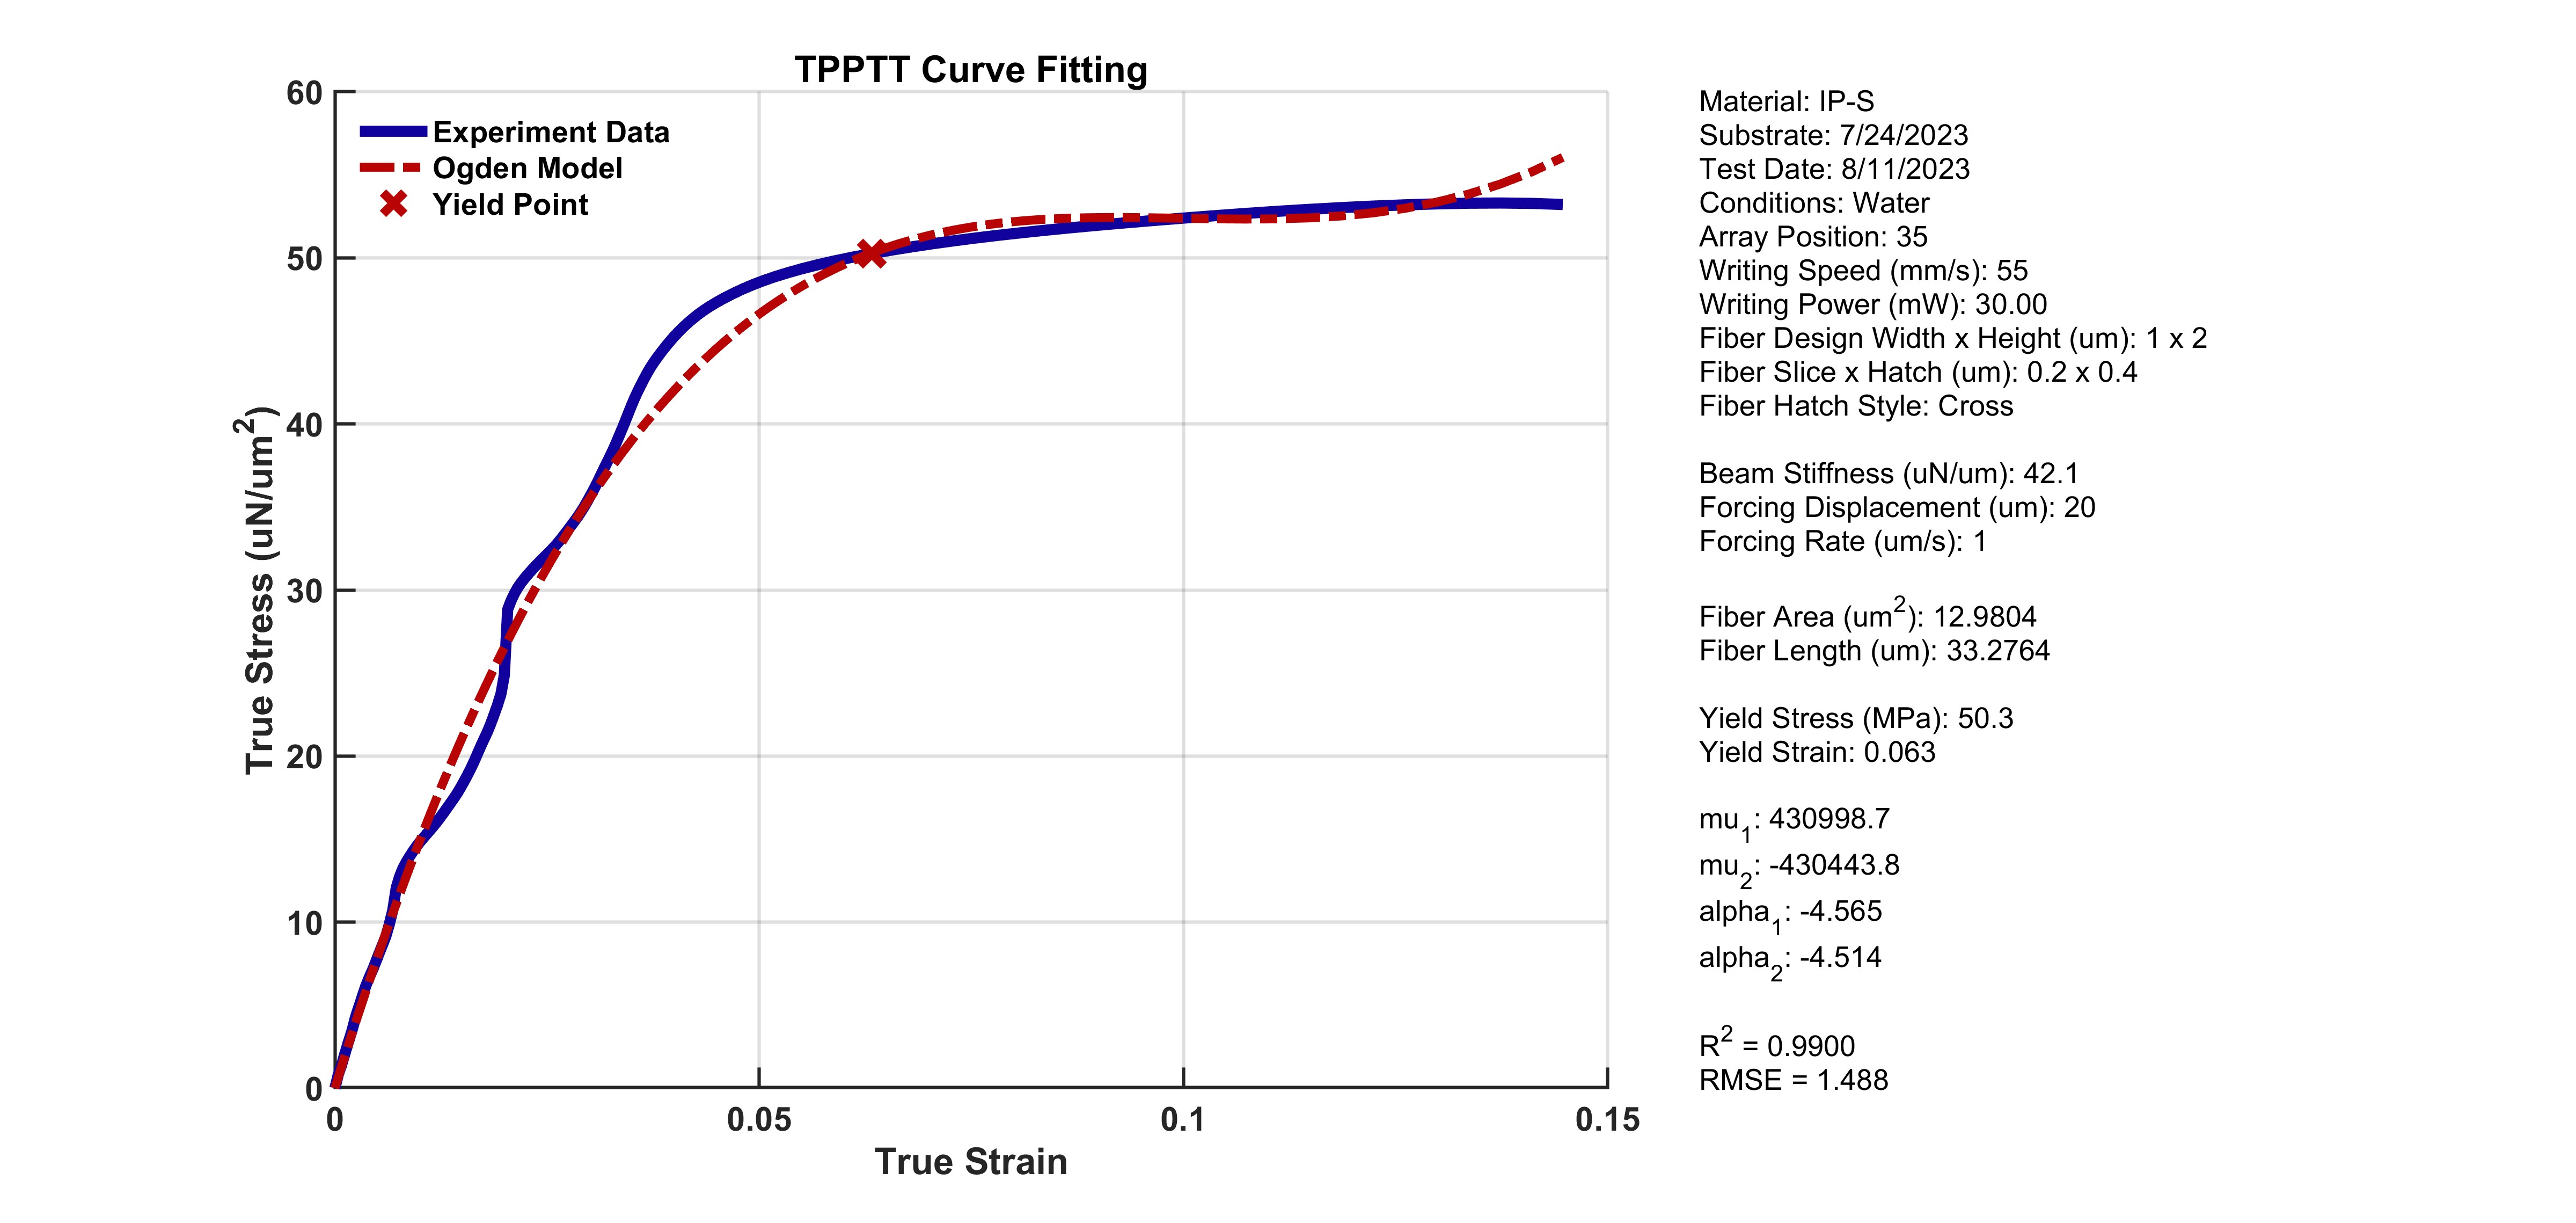 TPPTT Curve Fitting
60
50
40
30
20
10
0
0
0.05
0.1
0.15
True Stress (uN/um²)
True Strain
Experiment Data
Ogden Model
Yield Point
Material: IP-S
Substrate: 7/24/2023
Test Date: 8/11/2023
Conditions: Water
Array Position: 35
Writing Speed (mm/s): 55
Writing Power (mW): 30.00
Fiber Design Width x Height (um): 1 x 2
Fiber Slice x Hatch (um): 0.2 x 0.4
Fiber Hatch Style: Cross
Beam Stiffness (uN/um): 42.1
Forcing Displacement (um): 20
Forcing Rate (um/s): 1
Fiber Area (um²): 12.9804
Fiber Length (um): 33.2764
Yield Stress (MPa): 50.3
Yield Strain: 0.063
mu₁: 430998.7
mu₂: -430443.8
alpha₁: -4.565
alpha₂: -4.514
R² = 0.9900
RMSE = 1.488